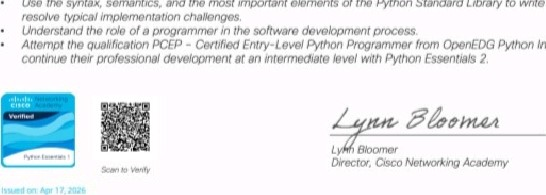 Use the syntax, semantics, and the most important elements of the Python Standard Library to write
resolve typical implementation challenges.
Understand the role of a programmer in the software development process.
Attempt the qualification PCEP – Certified Entry-Level Python Programmer from OpenEDG Python In
continue their professional development at an intermediate level with Python Essentials 2.
cisco Networking Academy
Verified
Python Essentials 1
Scan to Verify
Lynn Bloomer
Lynn Bloomer
Director, Cisco Networking Academy
Issued on: Apr 17, 2026